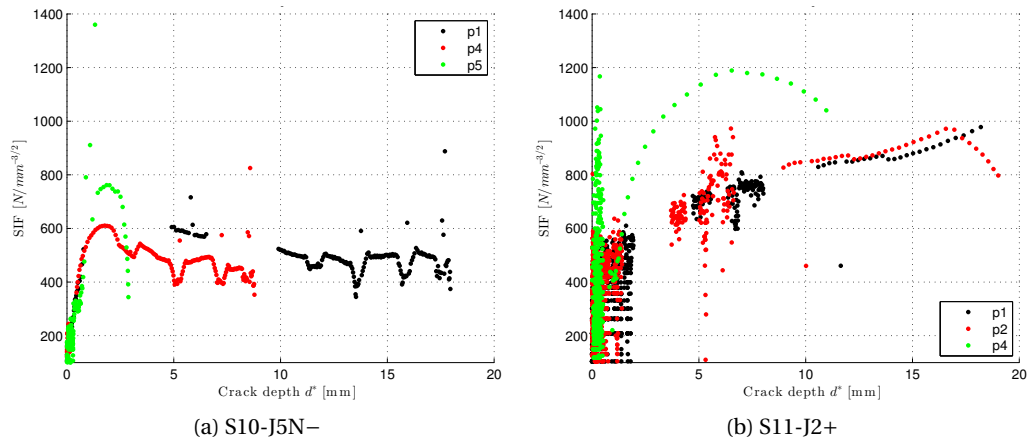 1400
1200
1000
800
600
400
200
0
5
10
15
20
SIF [N/mm^{-3/2}]
Crack depth d* [mm]
p1
p4
p5
(a) S10-J5N−
1400
1200
1000
800
600
400
200
0
5
10
15
20
SIF [N/mm^{-3/2}]
Crack depth d* [mm]
p1
p2
p4
(b) S11-J2+